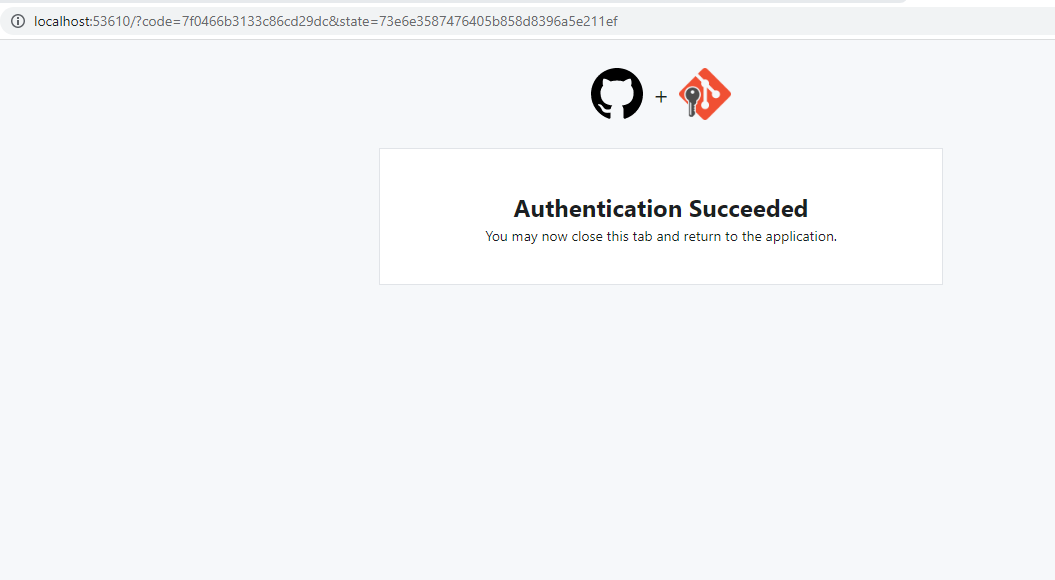 localhost:53610/?code=7f0466b3133c86cd29dc&state=73e6e3587476405b858d8396a5e211ef
+
Authentication Succeeded
You may now close this tab and return to the application.